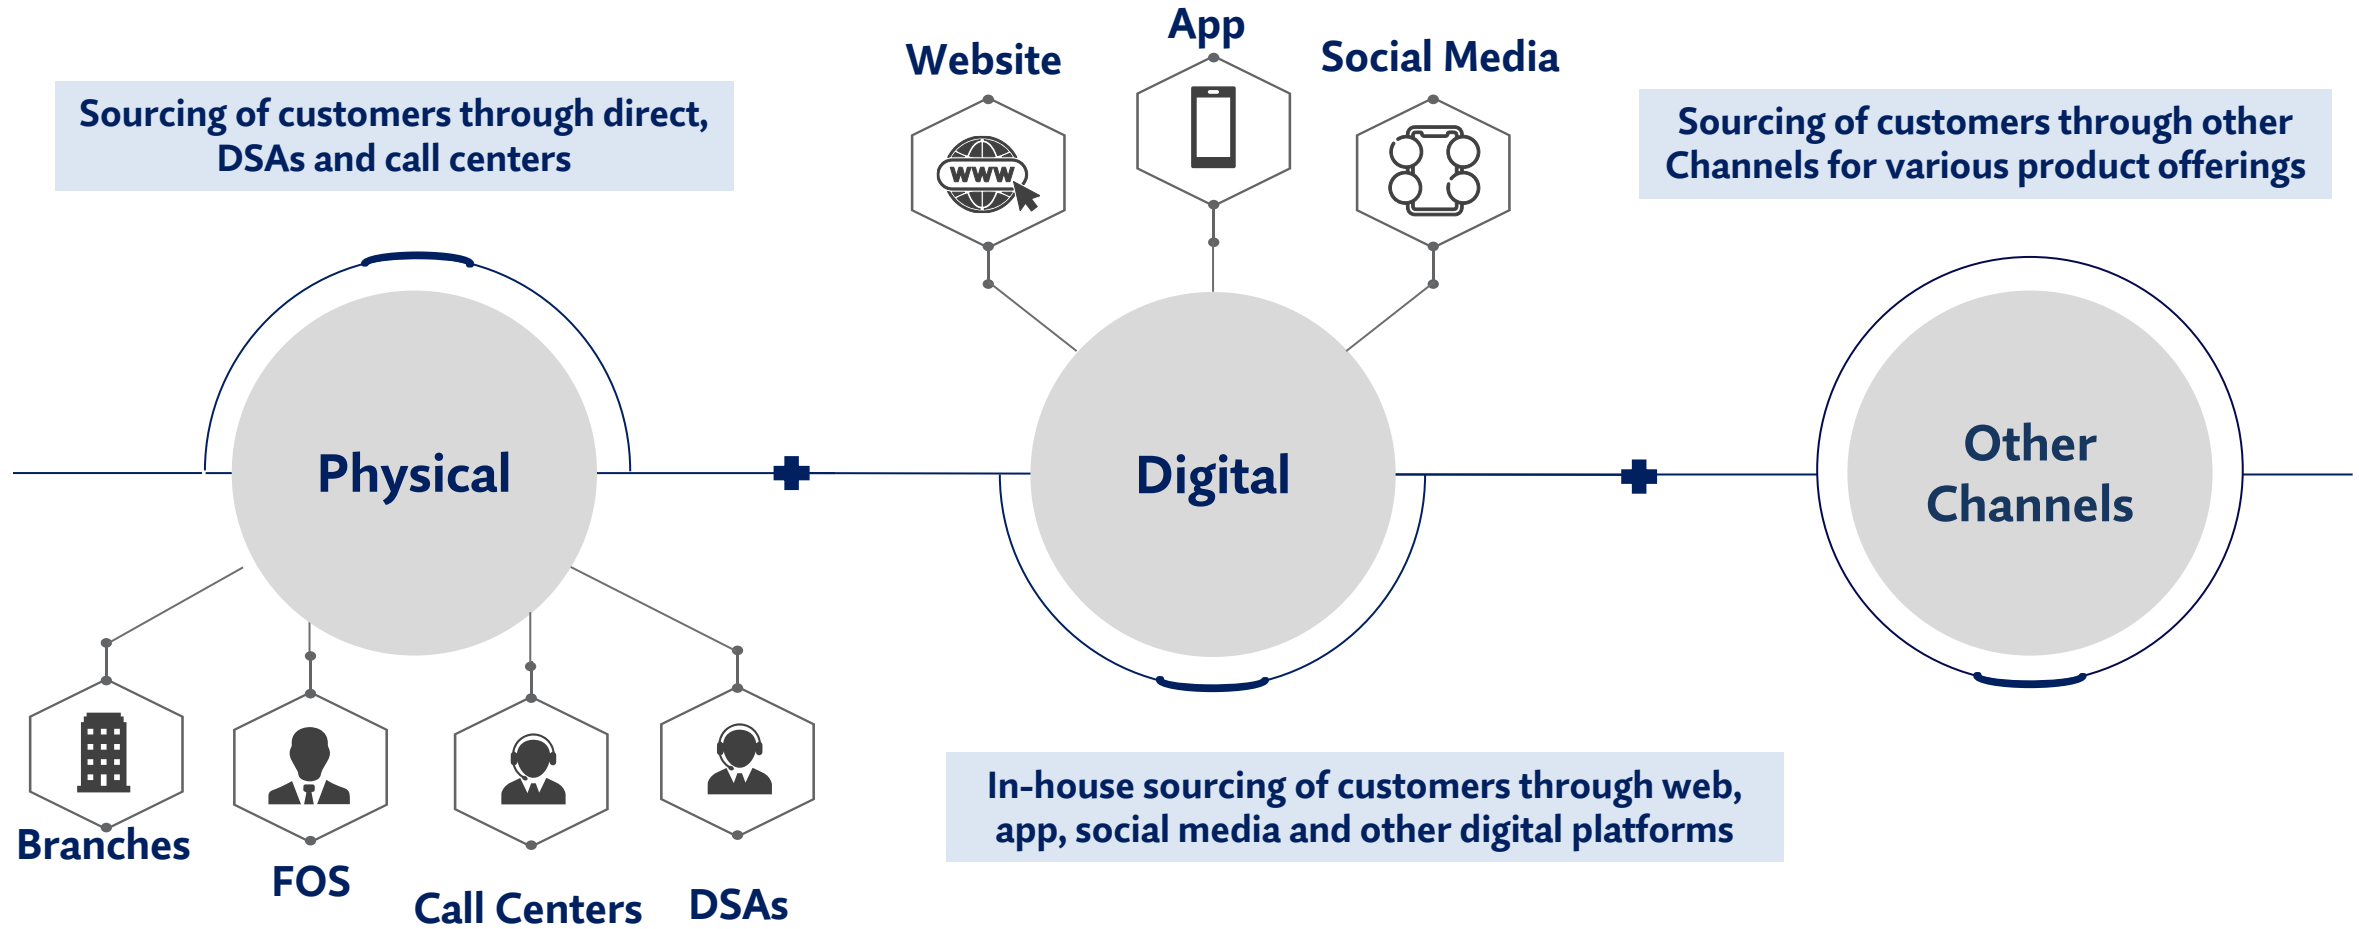 App
Website
Social Media
Sourcing of customers through direct,
DSAs and call centers
Sourcing of customers through other
Channels for various product offerings
www
Physical
Digital
Other
Channels
In-house sourcing of customers through web,
app, social media and other digital platforms
Branches
FOS
Call Centers
DSAs